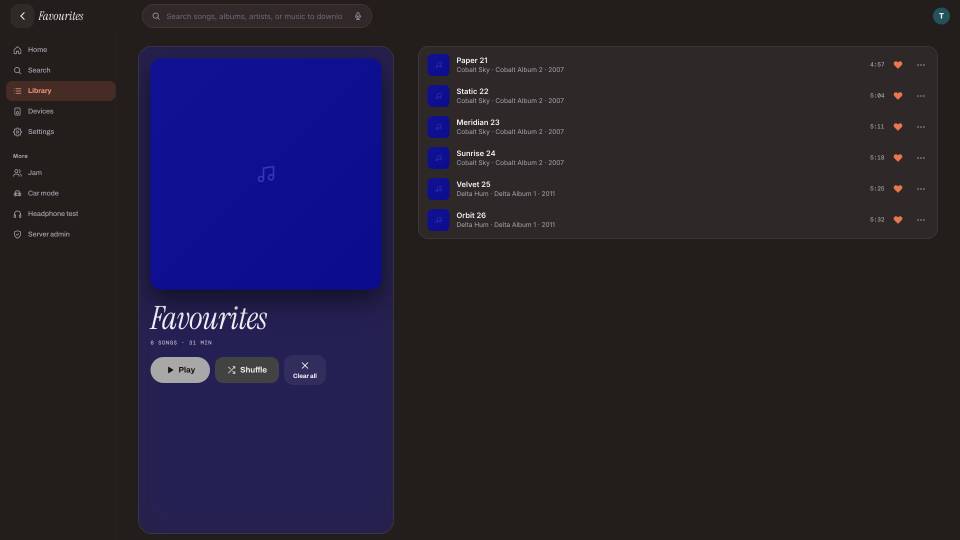 Favourites
Search songs, albums, artists, or music to downlo
T
Home
Search
Library
Devices
Settings
More
Jam
Car mode
Headphone test
Server admin
Favourites
6 SONGS · 31 MIN
Play
Shuffle
Clear all
Paper 21
Cobalt Sky · Cobalt Album 2 · 2007
4:57
Static 22
Cobalt Sky · Cobalt Album 2 · 2007
5:04
Meridian 23
Cobalt Sky · Cobalt Album 2 · 2007
5:11
Sunrise 24
Cobalt Sky · Cobalt Album 2 · 2007
5:18
Velvet 25
Delta Hum · Delta Album 1 · 2011
5:25
Orbit 26
Delta Hum · Delta Album 1 · 2011
5:32